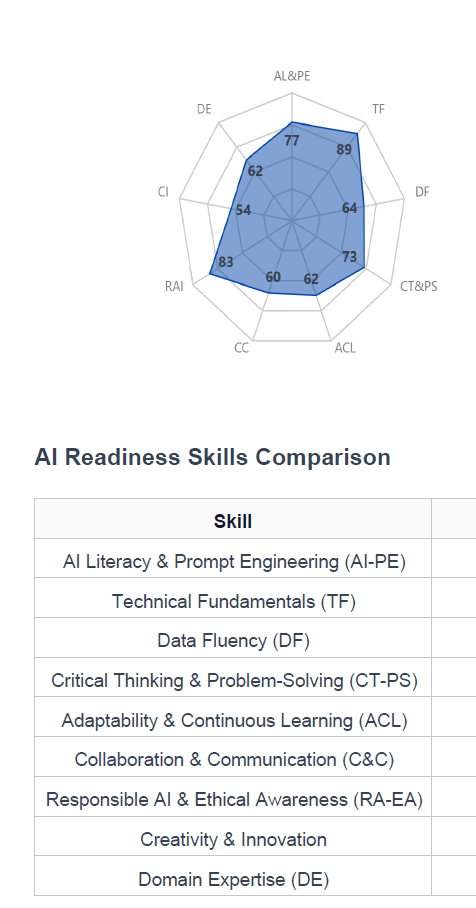 AL&PE
DE
TF
77
89
62
CI
DF
54
64
73
83
RAI
60
62
CT&PS
CC
ACL
AI Readiness Skills Comparison
Skill
AI Literacy & Prompt Engineering (AI-PE)
Technical Fundamentals (TF)
Data Fluency (DF)
Critical Thinking & Problem-Solving (CT-PS)
Adaptability & Continuous Learning (ACL)
Collaboration & Communication (C&C)
Responsible AI & Ethical Awareness (RA-EA)
Creativity & Innovation
Domain Expertise (DE)